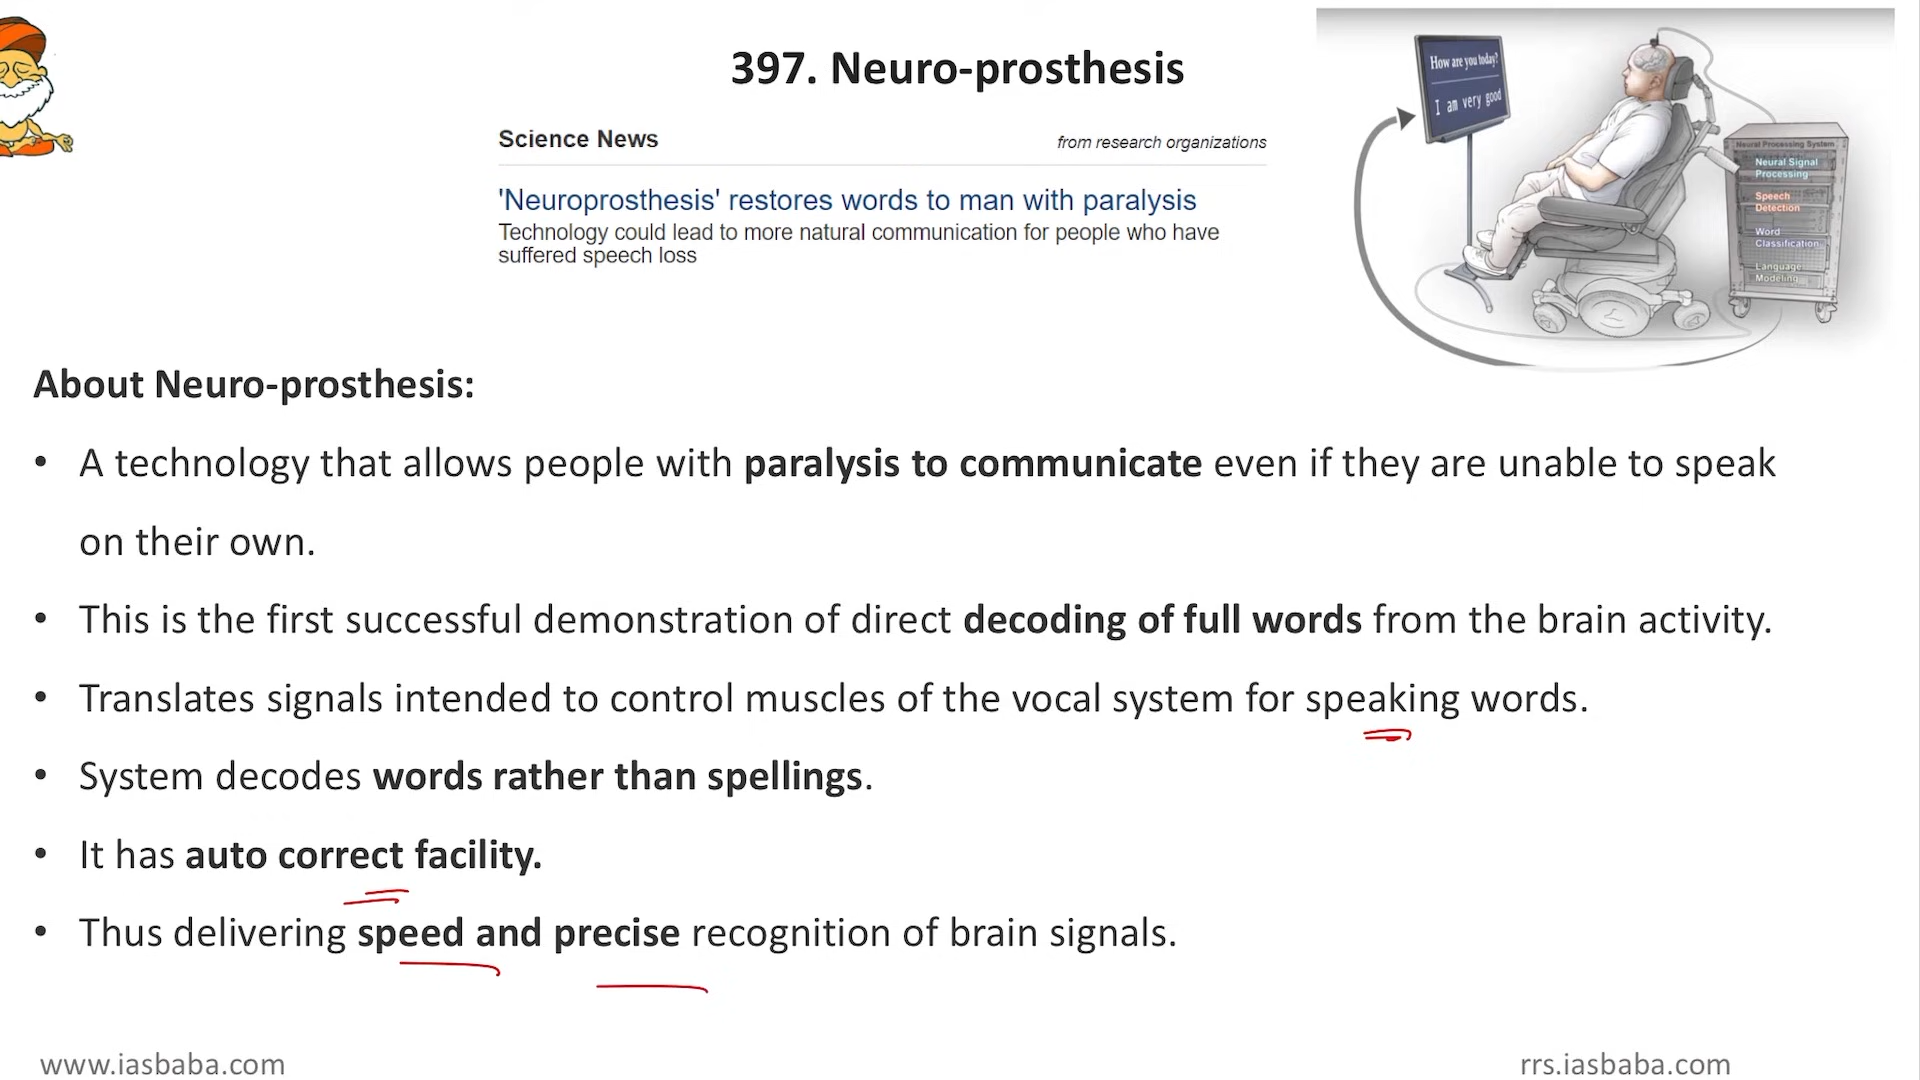 397. Neuro-prosthesis
Science News
from research organizations
'Neuroprosthesis' restores words to man with paralysis
Technology could lead to more natural communication for people who have
suffered speech loss
How are you today?
I am very good
Neural Processing System
Neural Signal
Processing
Speech
Detection
Word
Classification
Language
Modeling
About Neuro-prosthesis:
• A technology that allows people with paralysis to communicate even if they are unable to speak
on their own.
• This is the first successful demonstration of direct decoding of full words from the brain activity.
• Translates signals intended to control muscles of the vocal system for speaking words.
• System decodes words rather than spellings.
• It has auto correct facility.
• Thus delivering speed and precise recognition of brain signals.
www.iasbaba.com
rrs.iasbaba.com